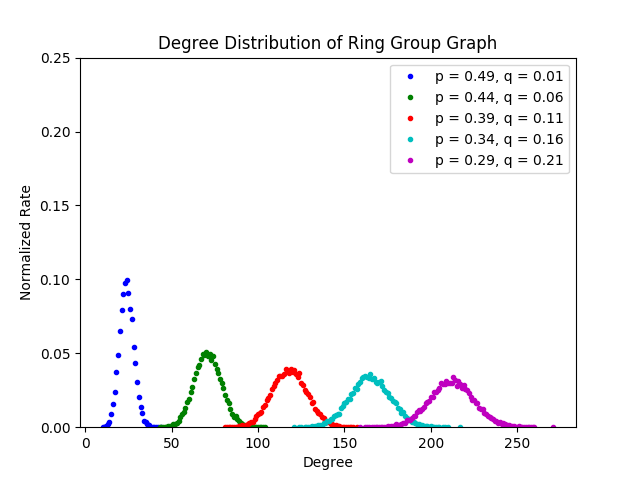 Degree Distribution of Ring Group Graph
0.25
0.20
0.15
0.10
0.05
0.00
Normalized Rate
p = 0.49, q = 0.01
p = 0.44, q = 0.06
p = 0.39, q = 0.11
p = 0.34, q = 0.16
p = 0.29, q = 0.21
0 50 100 150 200 250
Degree